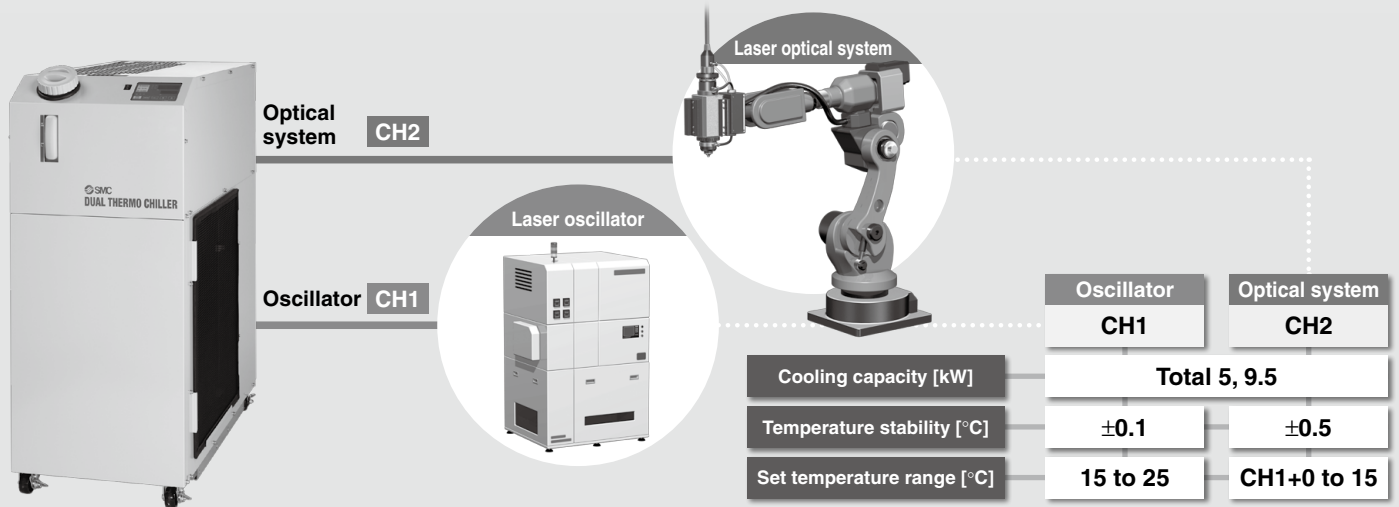 Laser optical system
Optical
system
CH2
SMC
DUAL THERMO CHILLER
Laser oscillator
Oscillator CH1
Oscillator Optical system
CH1 CH2
Cooling capacity [kW] Total 5, 9.5
Temperature stability [°C] ±0.1 ±0.5
Set temperature range [°C] 15 to 25 CH1+0 to 15